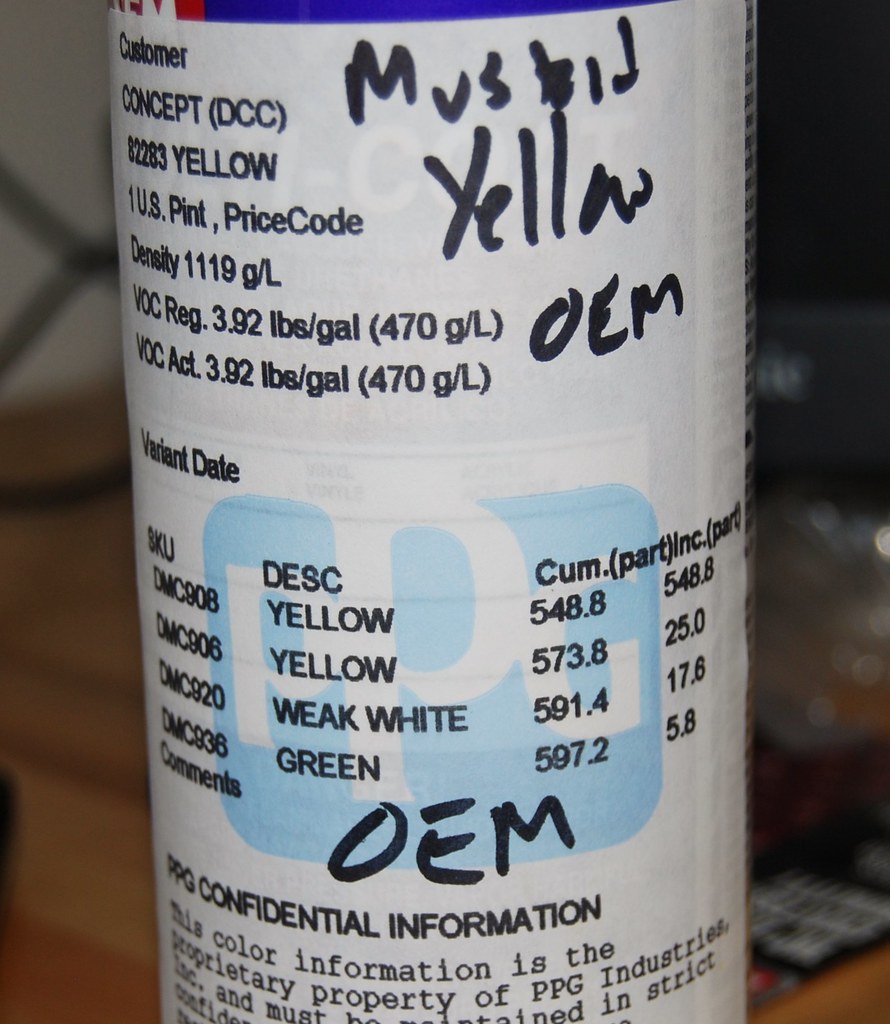 Customer
CONCEPT (DCC)
82283 YELLOW
1 U.S. Pint , PriceCode
Density 1119 g/L
VOC Reg. 3.92 lbs/gal (470 g/L)
VOC Act. 3.92 lbs/gal (470 g/L)
Yellow
OEM
Variant Date
ppg
SKU DESC Cum.(part) Inc.(part)
DMC908 YELLOW 548.8 548.8
DMC906 YELLOW 573.8 25.0
DMC920 WEAK WHITE 591.4 17.6
DMC936 GREEN 597.2 5.8
Comments
OEM
PPG CONFIDENTIAL INFORMATION
This color information is the
proprietary property of PPG Industries,
Inc. and must be maintained in strict